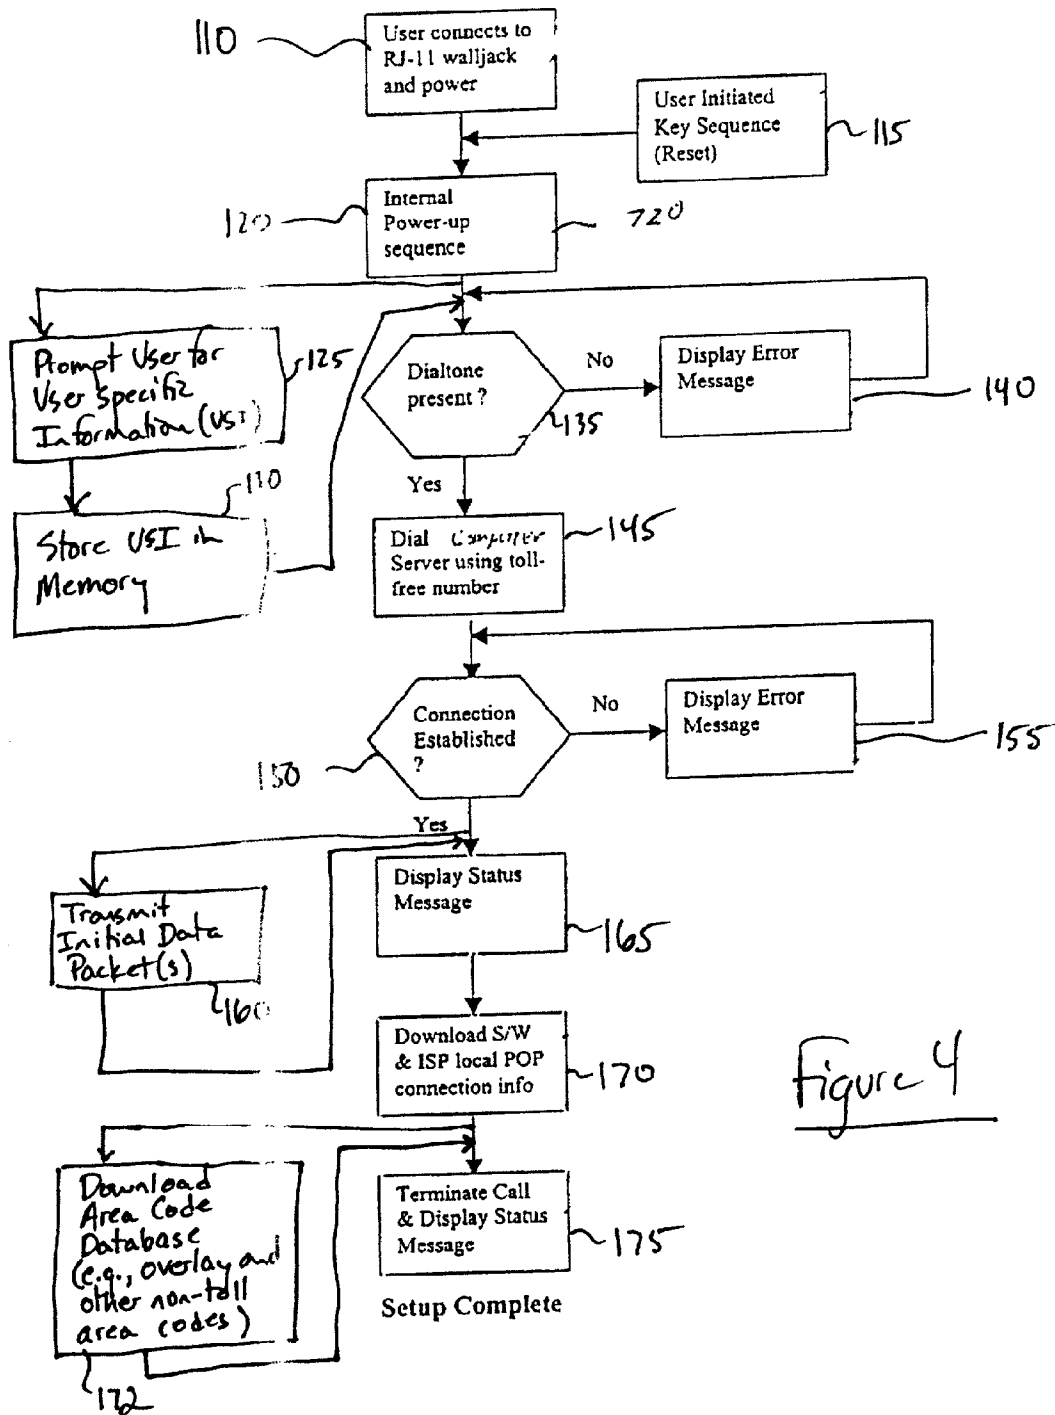 110
User connects to
RJ-11 walljack
and power
User Initiated
Key Sequence
(Reset)
115
Internal
Power-up
sequence
120
720
Prompt User for
User Specific
Information (USI)
125
Dialtone
present ?
135
No
Display Error
Message
140
Yes
Store USI in
Memory
Dial Computer
Server using toll-
free number
145
Connection
Established
?
150
No
Display Error
Message
155
Yes
Transmit
Initial Data
Packet(s)
160
Display Status
Message
165
Download S/W
& ISP local POP
connection info
170
Figure 4
Download
Area Code
Database
(e.g., overlay and
other non-toll
area codes)
172
Terminate Call
& Display Status
Message
175
Setup Complete